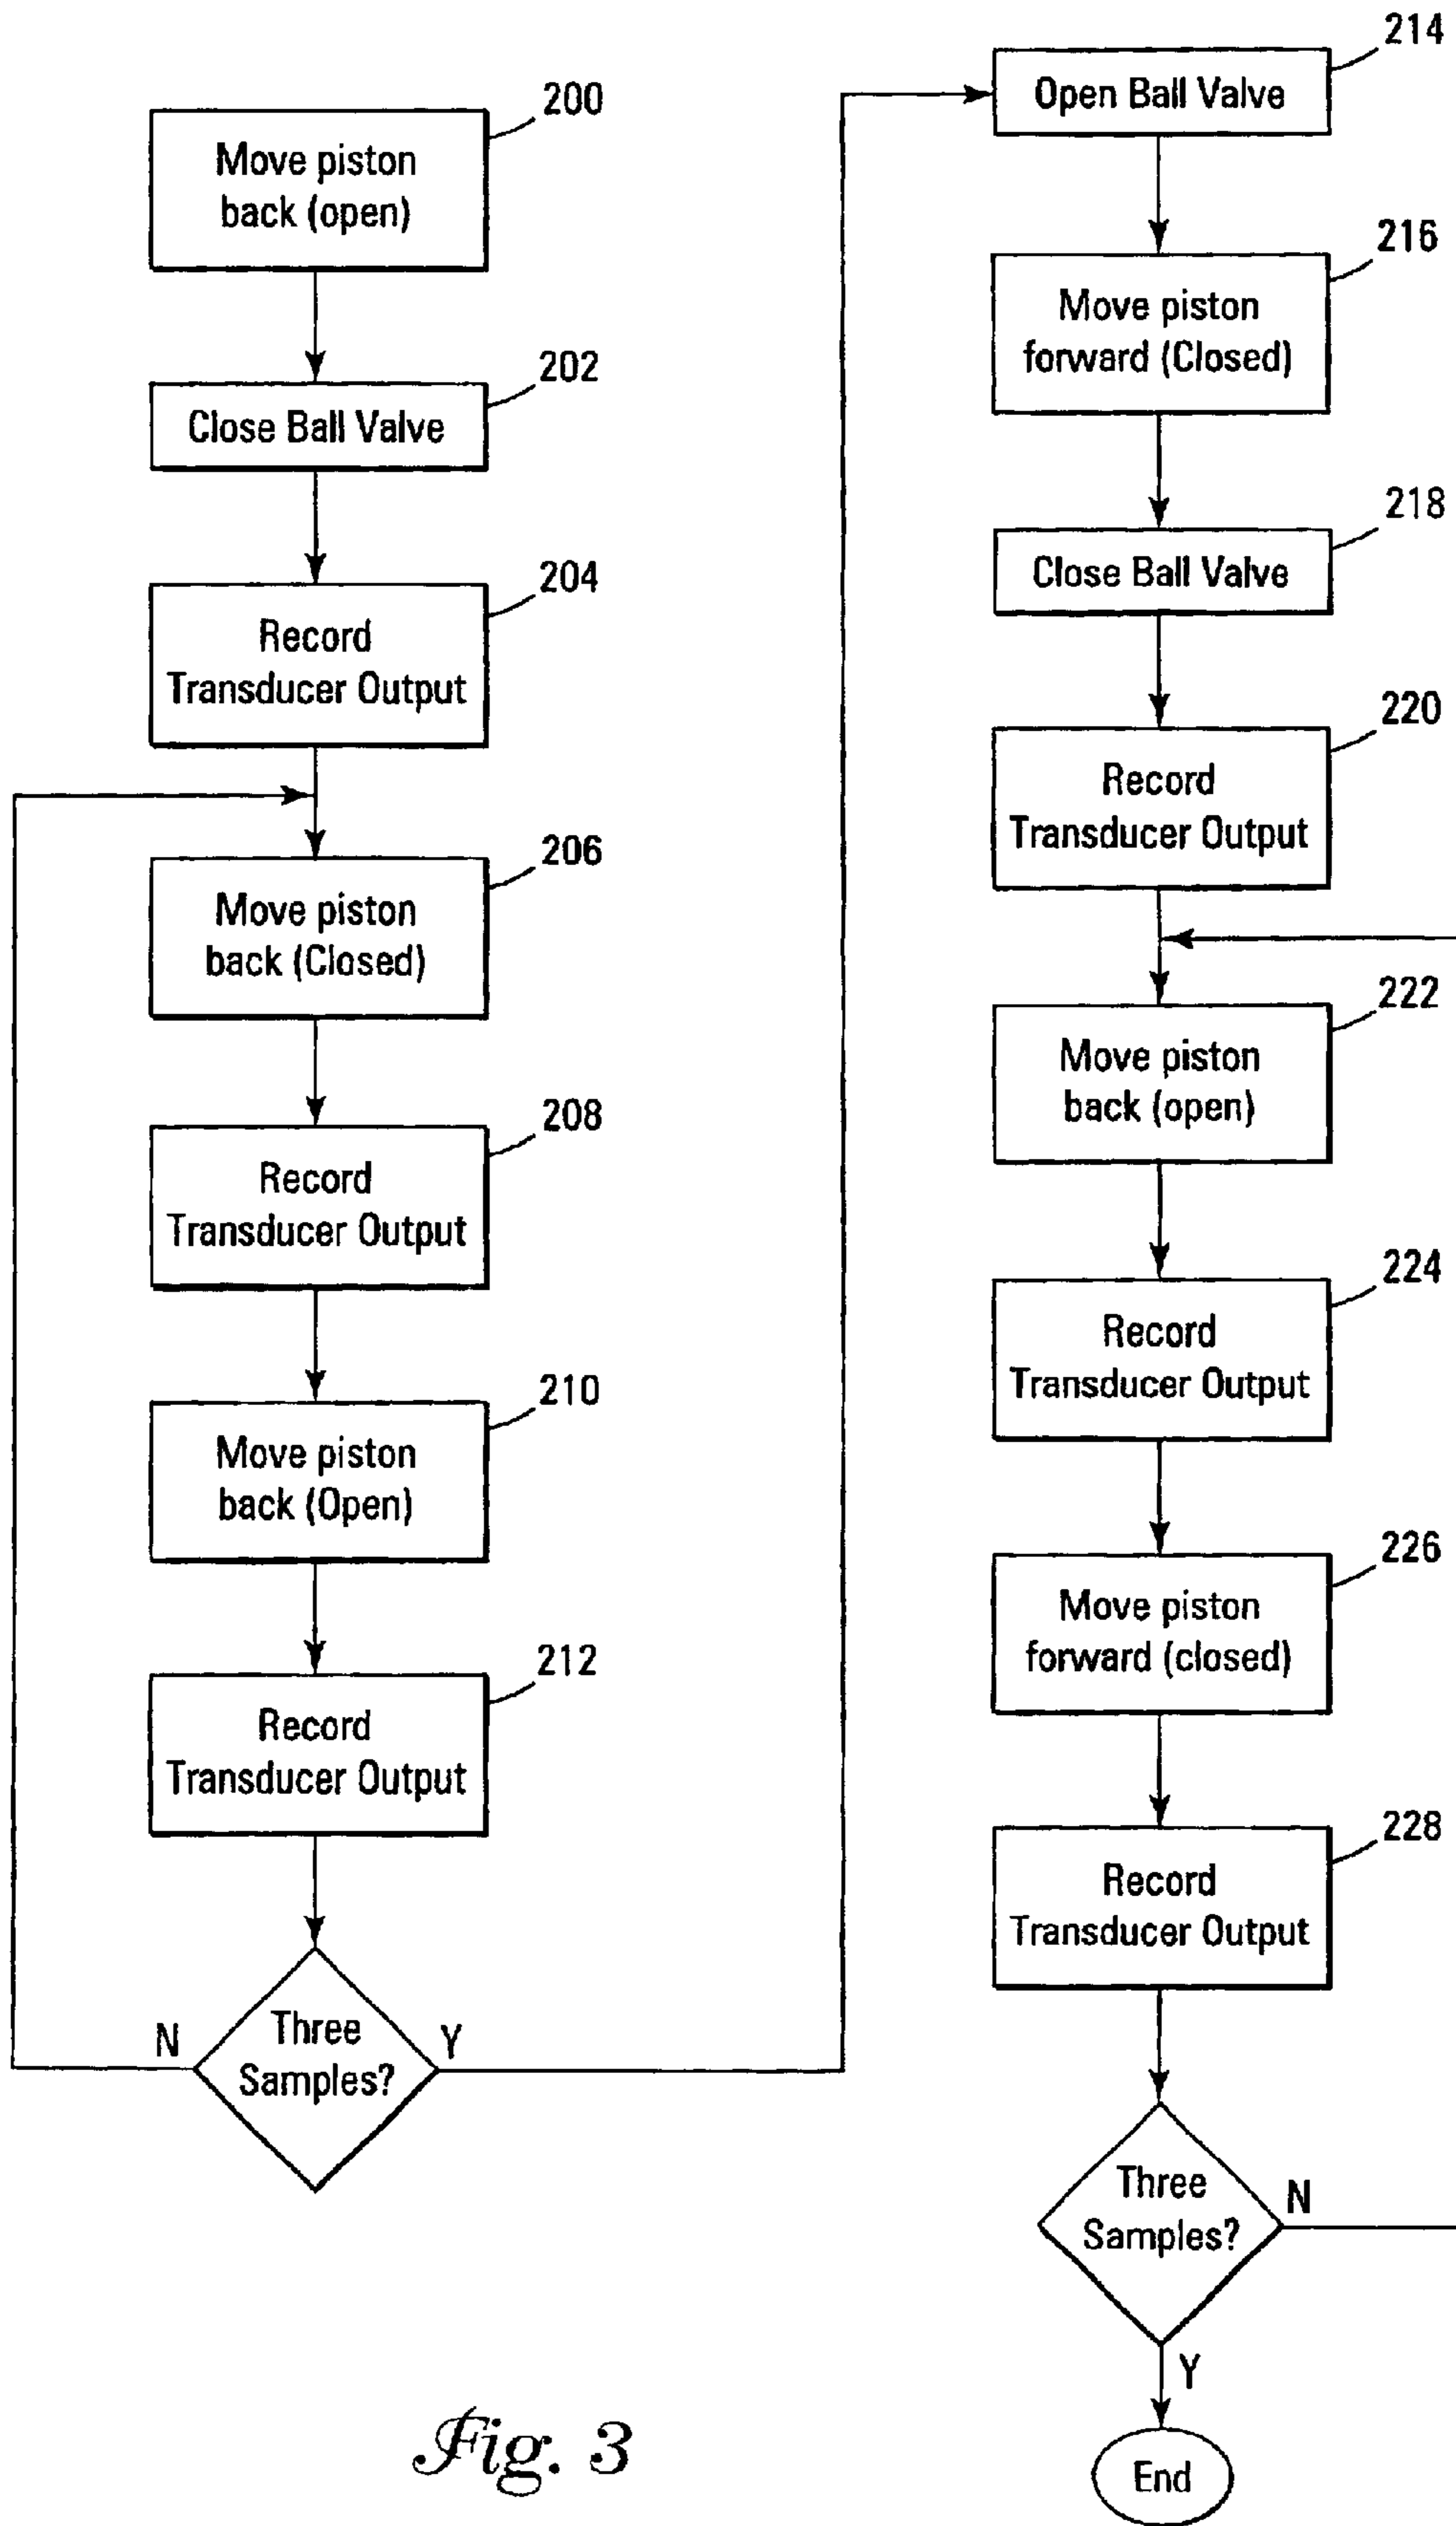 200
Move piston
back (open)
202
Close Ball Valve
204
Record
Transducer Output
206
Move piston
back (Closed)
208
Record
Transducer Output
210
Move piston
back (Open)
212
Record
Transducer Output
Three
Samples?
N
Y
214
Open Ball Valve
216
Move piston
forward (Closed)
218
Close Ball Valve
220
Record
Transducer Output
222
Move piston
back (open)
224
Record
Transducer Output
226
Move piston
forward (closed)
228
Record
Transducer Output
Three
Samples?
N
Y
End
Fig. 3